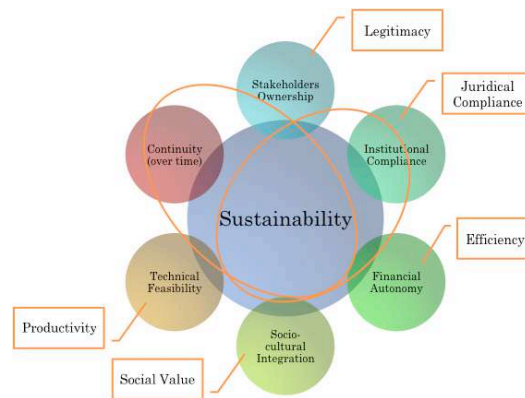 Legitimacy
Stakeholders
Ownership
Juridical
Compliance
Continuity
(over time)
Institutional
Compliance
Sustainability
Efficiency
Technical
Feasibility
Financial
Autonomy
Productivity
Socio-
cultural
Integration
Social Value